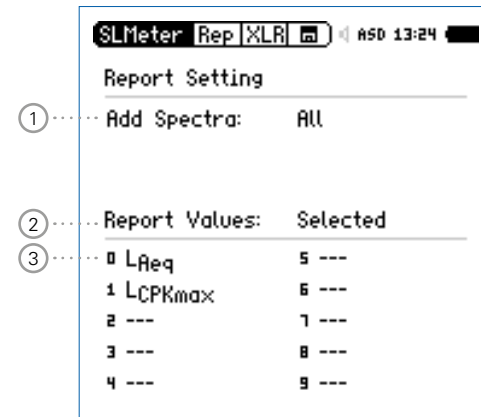 SLMeter Rep XLR ASD 13:24
Report Setting
1 Add Spectra: All
2 Report Values: Selected
3 0 LAeq 5 ---
1 LCPKmax 6 ---
2 --- 7 ---
3 --- 8 ---
4 --- 9 ---